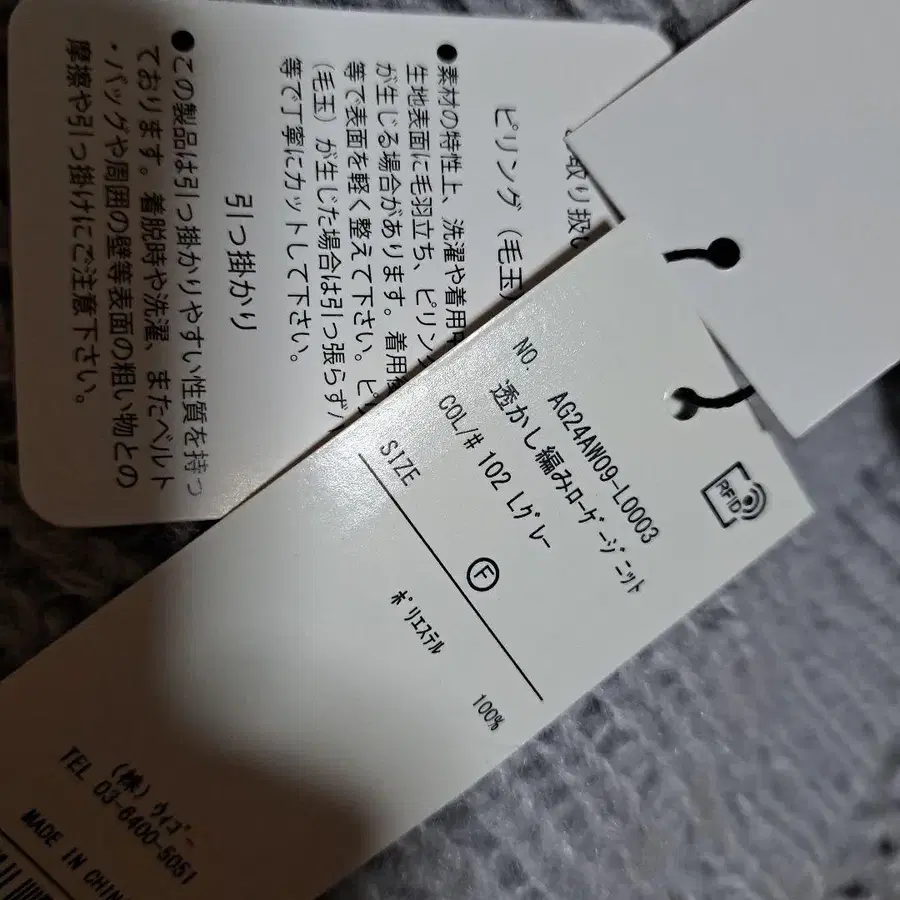 取り扱い
ピリング（毛玉
●素材の特性上、洗濯や着用中
生地表面に毛羽立ち、ピリン
が生じる場合があります。着用後
等で表面を軽く整えて下さい。ピ
（毛玉）が生じた場合は引っ張らず
等で丁寧にカットして下さい。
引っ掛かり
●この製品は引っ掛かりやすい性質を持っ
ております。着脱時や洗濯、またベルト
・バッグや周囲の壁等表面の粗い物との
摩擦や引っ掛けにご注意下さい。
RFID
NO. AG24AW09-L0003
透かし編みﾛｰｹﾞｰｼﾞﾆｯﾄ
COL/# 102 Lグレー
SIZE Ⓕ
ﾎﾟﾘｴｽﾃﾙ 100%
(株)ｳｨｺﾞｰ
TEL 03-6400-5051
MADE IN CHIN